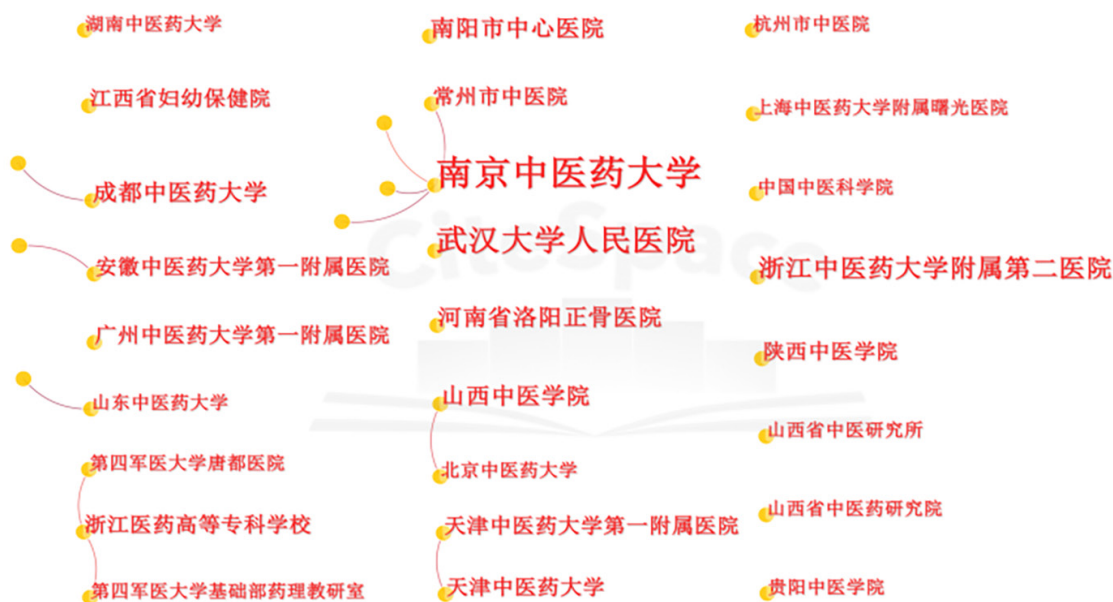 湖南中医药大学
江西省妇幼保健院
成都中医药大学
安徽中医药大学第一附属医院
广州中医药大学第一附属医院
山东中医药大学
第四军医大学唐都医院
浙江医药高等专科学校
第四军医大学基础部药理教研室
南阳市中心医院
常州市中医院
南京中医药大学
武汉大学人民医院
河南省洛阳正骨医院
山西中医学院
北京中医药大学
天津中医药大学第一附属医院
天津中医药大学
杭州市中医院
上海中医药大学附属曙光医院
中国中医科学院
浙江中医药大学附属第二医院
陕西中医学院
山西省中医研究所
山西省中医药研究院
贵阳中医学院
CiteSpace